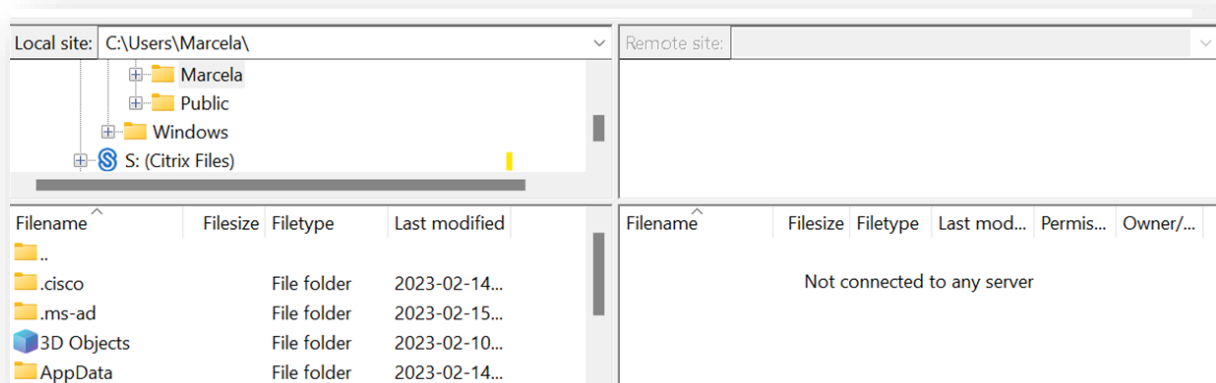 Local site: C:\Users\Marcela\
Marcela
Public
Windows
S: (Citrix Files)
Filename Filesize Filetype Last modified
..
.cisco File folder 2023-02-14...
.ms-ad File folder 2023-02-15...
3D Objects File folder 2023-02-10...
AppData File folder 2023-02-14...
Remote site:
Filename Filesize Filetype Last mod... Permis... Owner/...
Not connected to any server